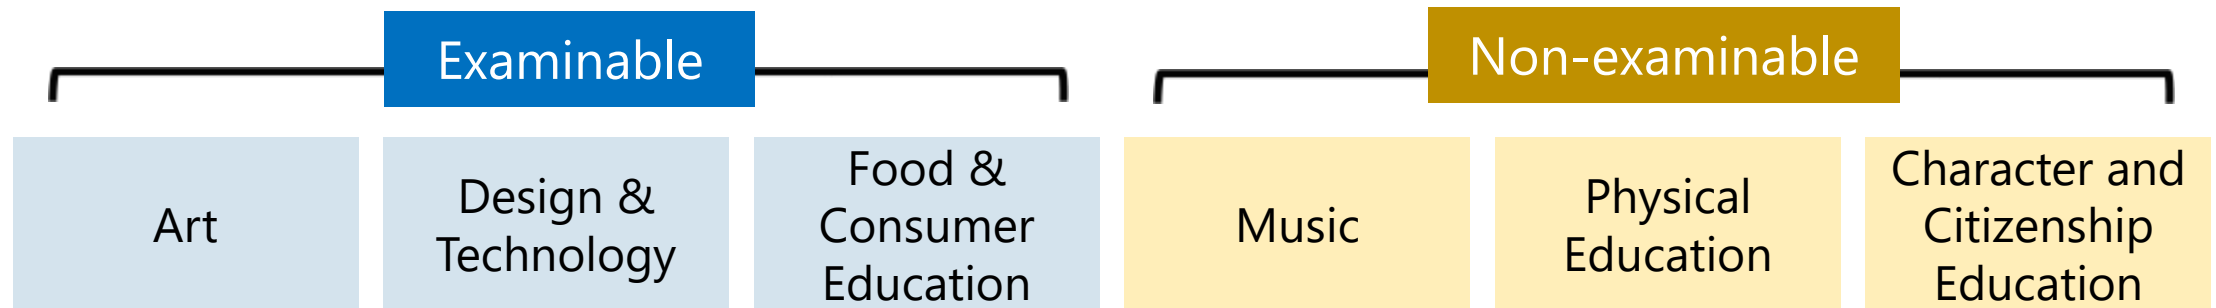 Examinable
Non-examinable
Art
Design &
Technology
Food &
Consumer
Education
Music
Physical
Education
Character and
Citizenship
Education